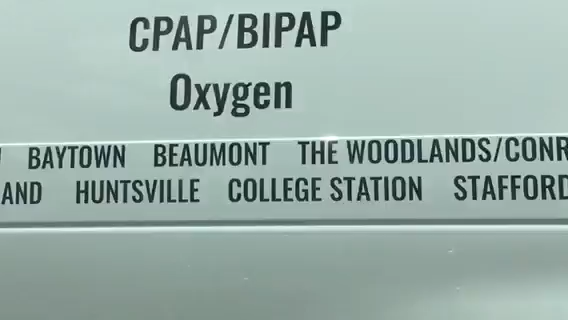 CPAP/BIPAP
Oxygen
BAYTOWN BEAUMONT THE WOODLANDS/CONR
AND HUNTSVILLE COLLEGE STATION STAFFORD